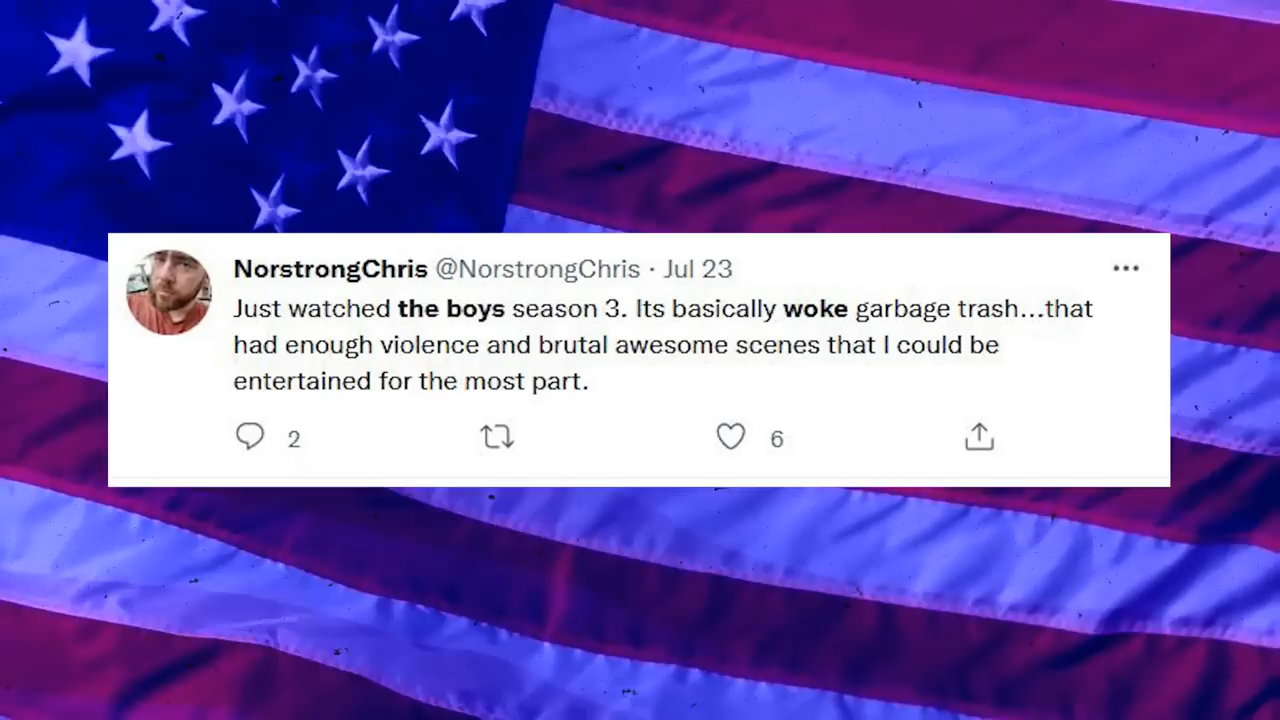 NorstrongChris @NorstrongChris · Jul 23
Just watched the boys season 3. Its basically woke garbage trash...that
had enough violence and brutal awesome scenes that I could be
entertained for the most part.
2 6